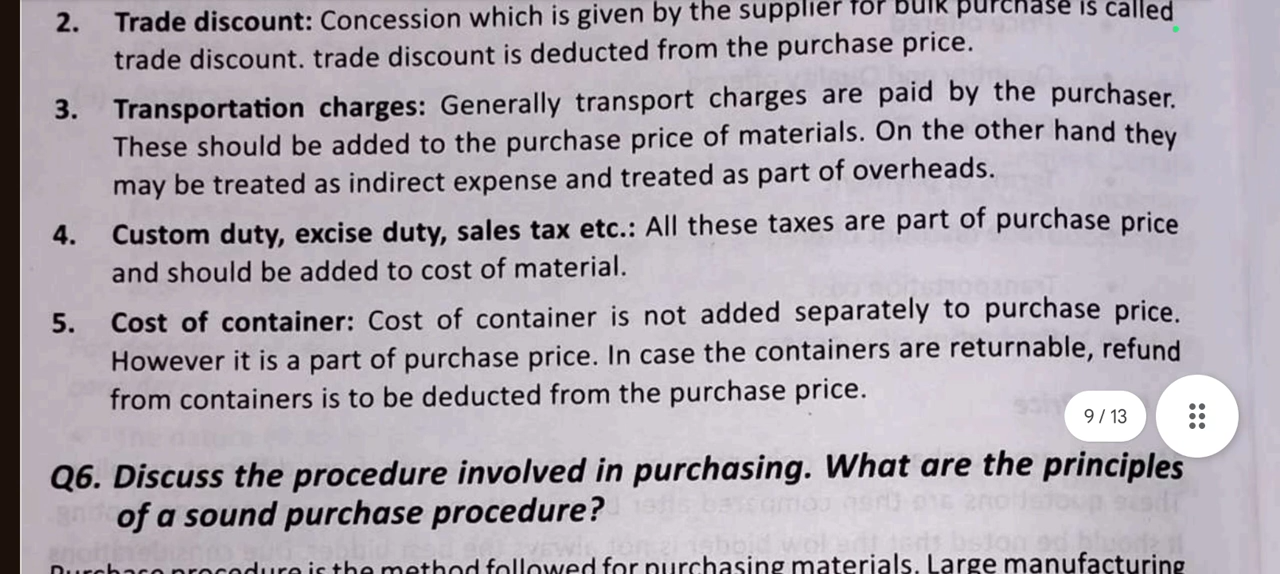 2. Trade discount: Concession which is given by the supplier for bulk purchase is called
trade discount. trade discount is deducted from the purchase price.
3. Transportation charges: Generally transport charges are paid by the purchaser.
These should be added to the purchase price of materials. On the other hand they
may be treated as indirect expense and treated as part of overheads.
4. Custom duty, excise duty, sales tax etc.: All these taxes are part of purchase price
and should be added to cost of material.
5. Cost of container: Cost of container is not added separately to purchase price.
However it is a part of purchase price. In case the containers are returnable, refund
from containers is to be deducted from the purchase price.
9 / 13
Q6. Discuss the procedure involved in purchasing. What are the principles
of a sound purchase procedure?
Purchase procedure is the method followed for purchasing materials. Large manufacturing